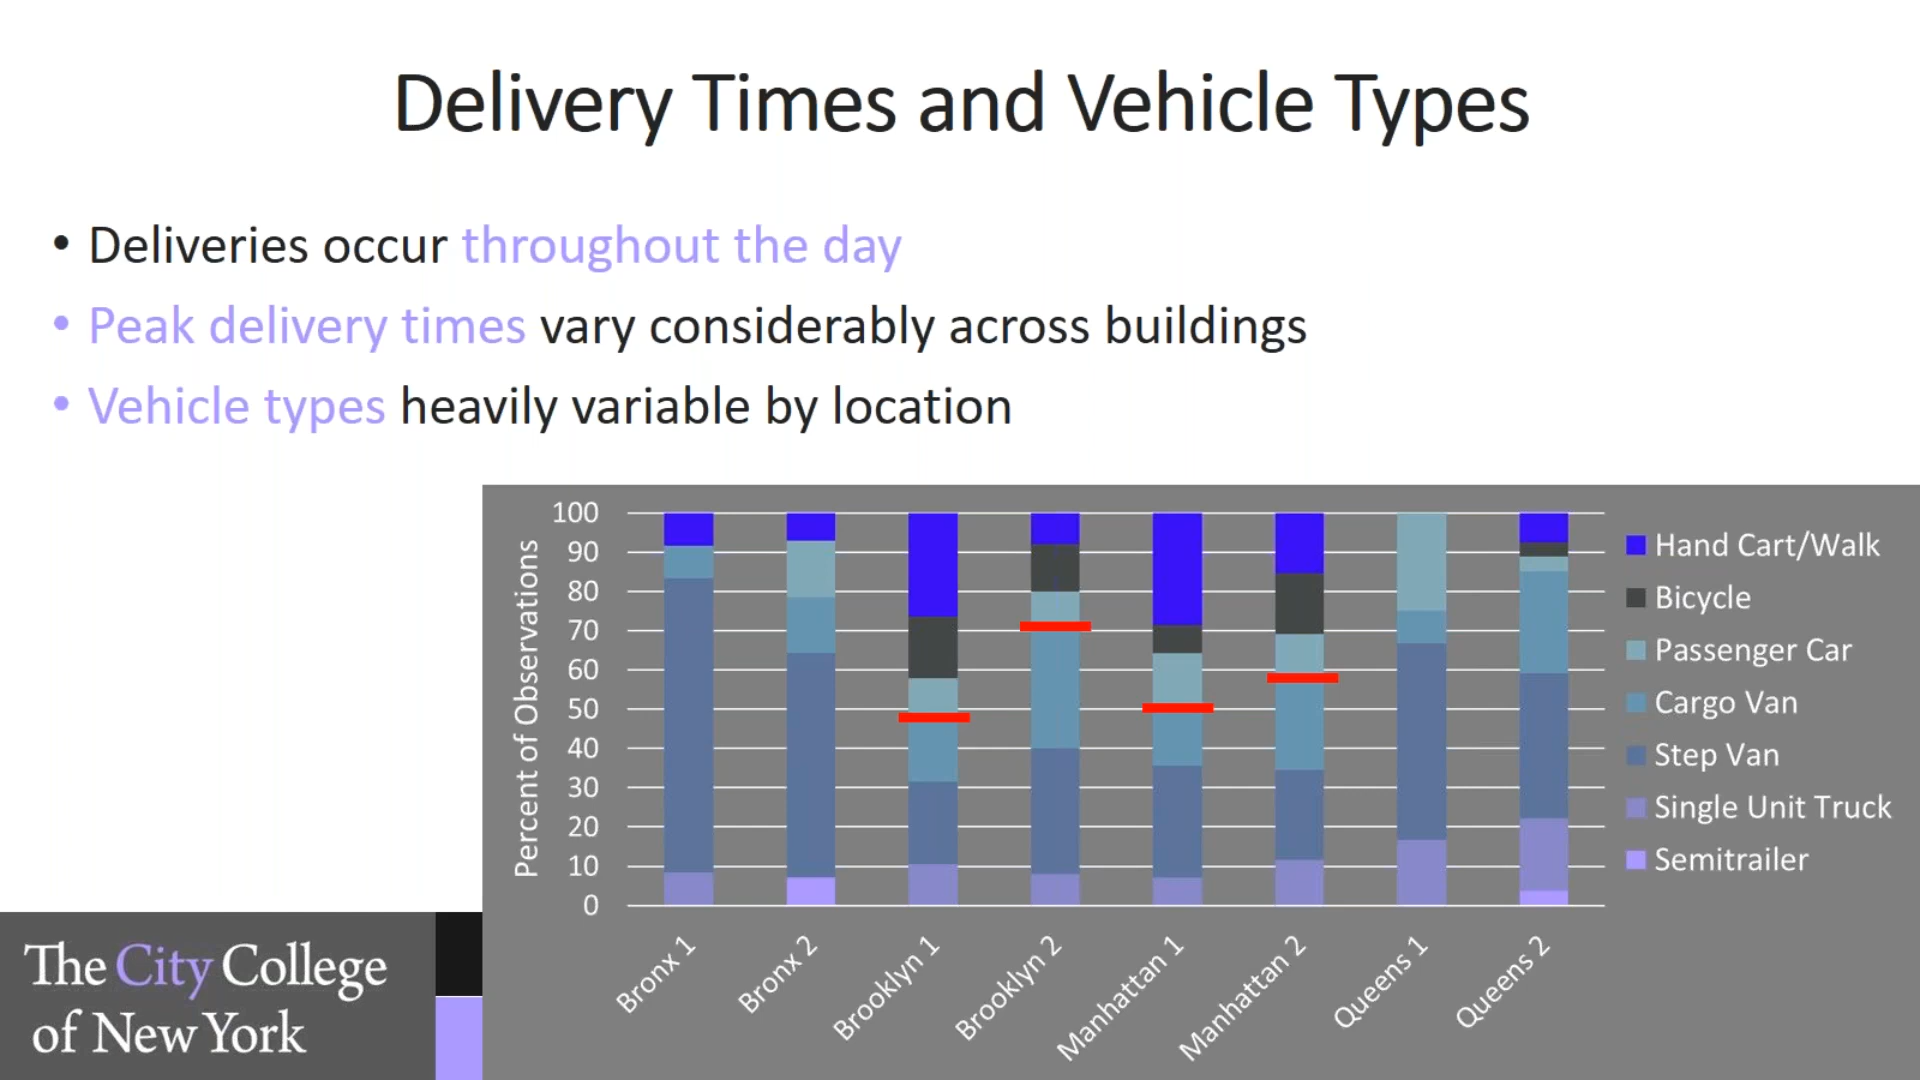 Delivery Times and Vehicle Types
• Deliveries occur throughout the day
• Peak delivery times vary considerably across buildings
• Vehicle types heavily variable by location
Percent of Observations
100
90
80
70
60
50
40
30
20
10
0
Bronx 1
Bronx 2
Brooklyn 1
Brooklyn 2
Manhattan 1
Manhattan 2
Queens 1
Queens 2
Hand Cart/Walk
Bicycle
Passenger Car
Cargo Van
Step Van
Single Unit Truck
Semitrailer
The City College
of New York